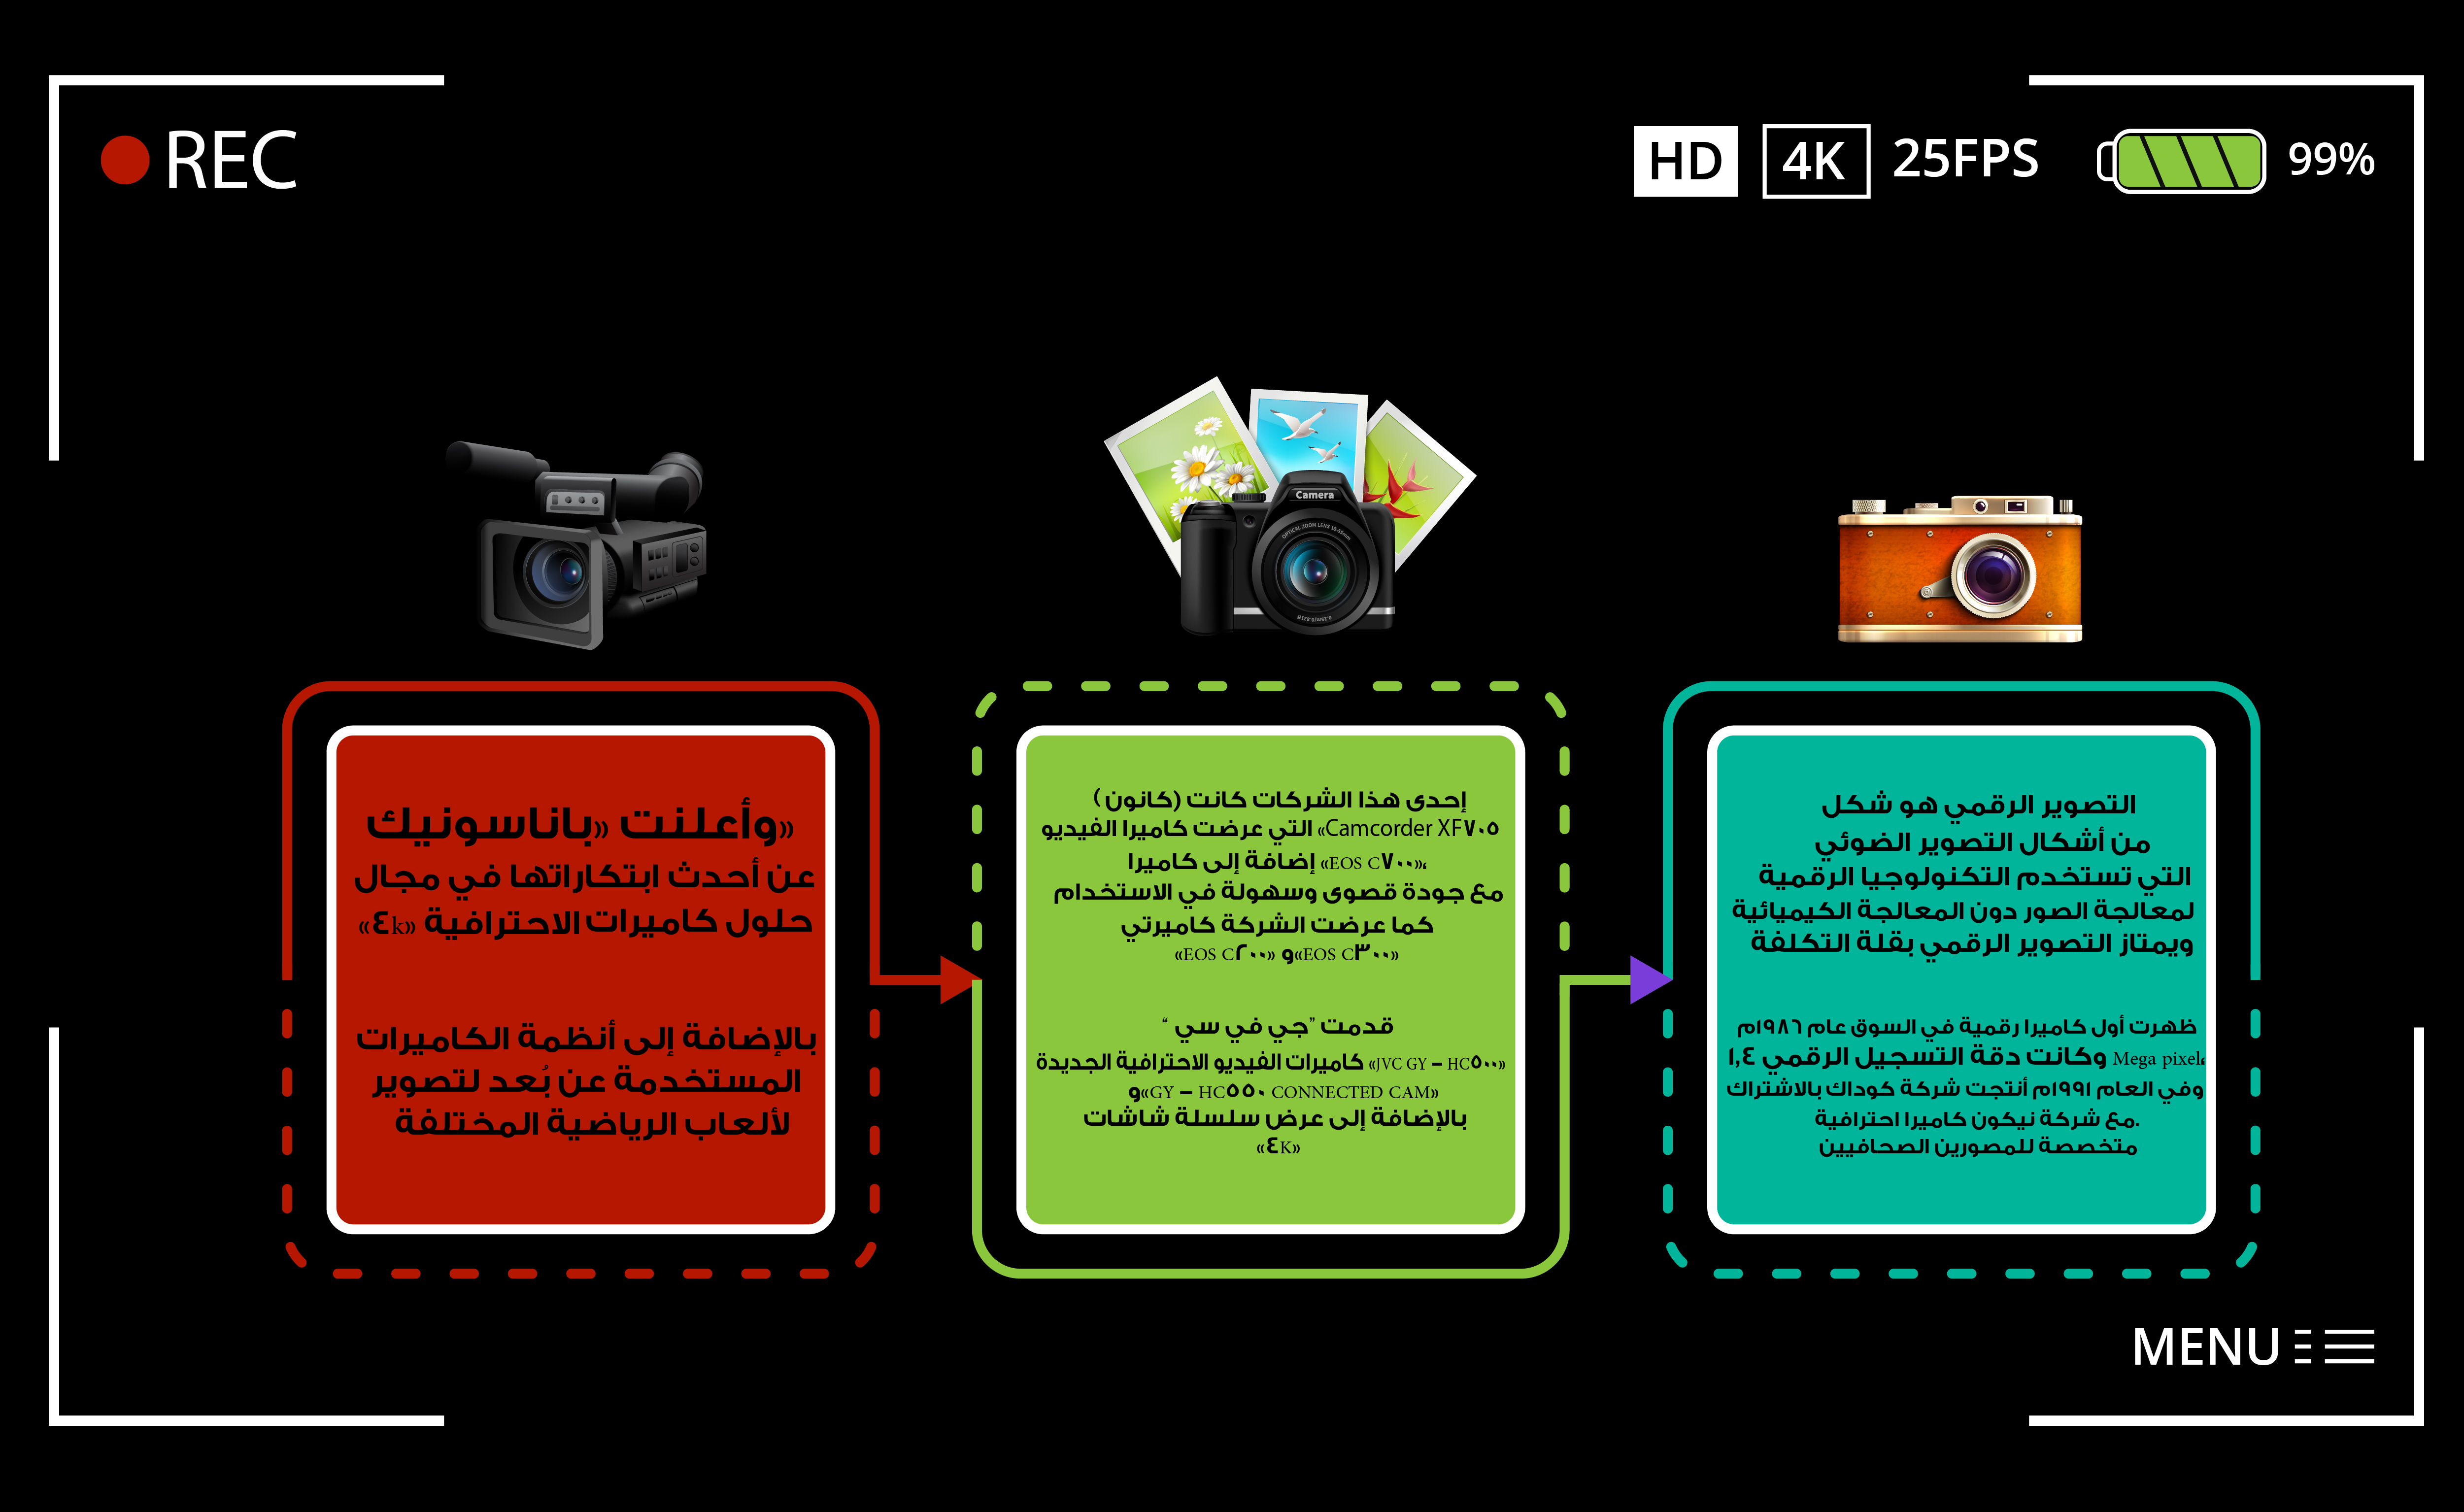 REC
HD 4K 25FPS 99%
Camera
OPTICAL ZOOM LENS 18-55mm
التصوير الرقمي هو شكل
من أشكال التصوير الضوئي
التي تستخدم التكنولوجيا الرقمية
لمعالجة الصور دون المعالجة الكيميائية
ويمتاز التصوير الرقمي بقلة التكلفة
ظهرت أول كاميرا رقمية في السوق عام ١٩٨٦م
وكانت دقة التسجيل الرقمي ١,٤ Mega pixel،
وفي العام ١٩٩١م أنتجت شركة كوداك بالاشتراك
مع شركة نيكون كاميرا احترافية.
متخصصة للمصورين الصحافيين
إحدى هذا الشركات كانت (كانون )
التي عرضت كاميرا الفيديو «Camcorder XF٧٠٥
إضافة إلى كاميرا «EOS C٧٠٠»،
مع جودة قصوى وسهولة في الاستخدام
كما عرضت الشركة كاميرتي
«EOS C٣٠٠»و «EOS C٢٠٠»
قدمت ”جي في سي “
كاميرات الفيديو الاحترافية الجديدة «JVC GY – HC٥٠٠»
و«GY – HC٥٥٠ CONNECTED CAM»
بالإضافة إلى عرض سلسلة شاشات
«٤K»
«وأعلنت «باناسونيك
عن أحدث ابتكاراتها في مجال
حلول كاميرات الاحترافية «٤k»
بالإضافة إلى أنظمة الكاميرات
المستخدمة عن بُعد لتصوير
لألعاب الرياضية المختلفة
MENU